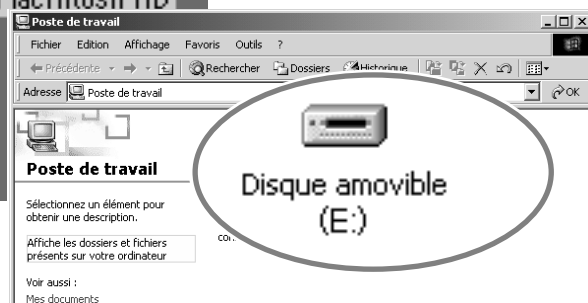 Macintosh HD
Poste de travail
Fichier Edition Affichage Favoris Outils ?
Précédente Rechercher Dossiers Historique
Adresse Poste de travail OK
Poste de travail
Sélectionnez un élément pour
obtenir une description.
Affiche les dossiers et fichiers
présents sur votre ordinateur
Voir aussi :
Mes documents
Disque amovible
(E:)